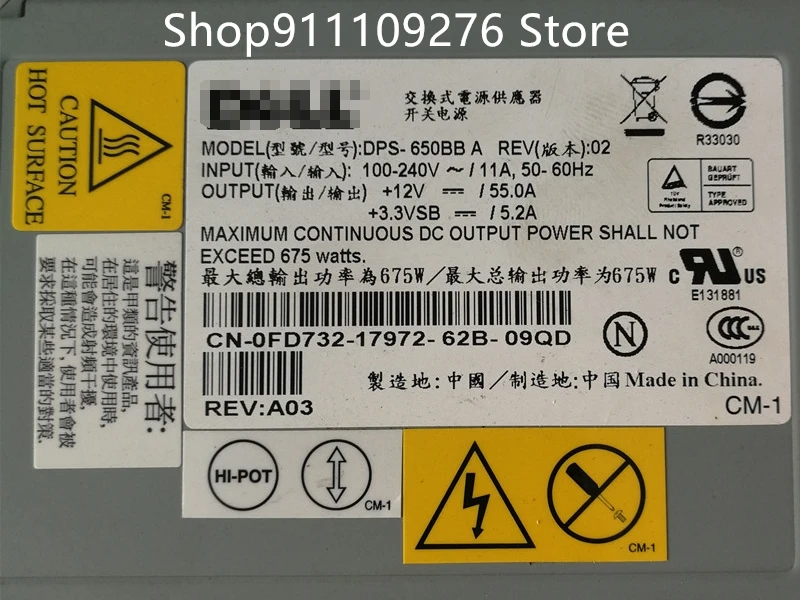 Shop911109276 Store
CAUTION
HOT SURFACE
CM-1
DELL
交換式電源供應器
开关电源
R33030
MODEL(型號/型号):DPS- 650BB A REV(版本):02
INPUT(輸入/输入): 100-240V ~ / 11A, 50- 60Hz
OUTPUT(輸出/输出) +12V ⎓ / 55.0A
+3.3VSB ⎓ / 5.2A
BAUART
GEPRÜFT
TYPE
APPROVED
MAXIMUM CONTINUOUS DC OUTPUT POWER SHALL NOT
EXCEED 675 watts.
最大總輸出功率為675W／最大总输出功率为675W
c RU ® US
E131881
CN-0FD732-17972- 62B- 09QD
N
CCC
A000119
製造地: 中國／制造地: 中国 Made in China.
REV:A03
CM-1
警告使用者:
這是甲類的資訊產品,
在居住的環境中使用時,
可能會造成射頻干擾,
在這種情況下, 使用者會被
要求採取某些適當的對策.
HI-POT
CM-1
CM-1